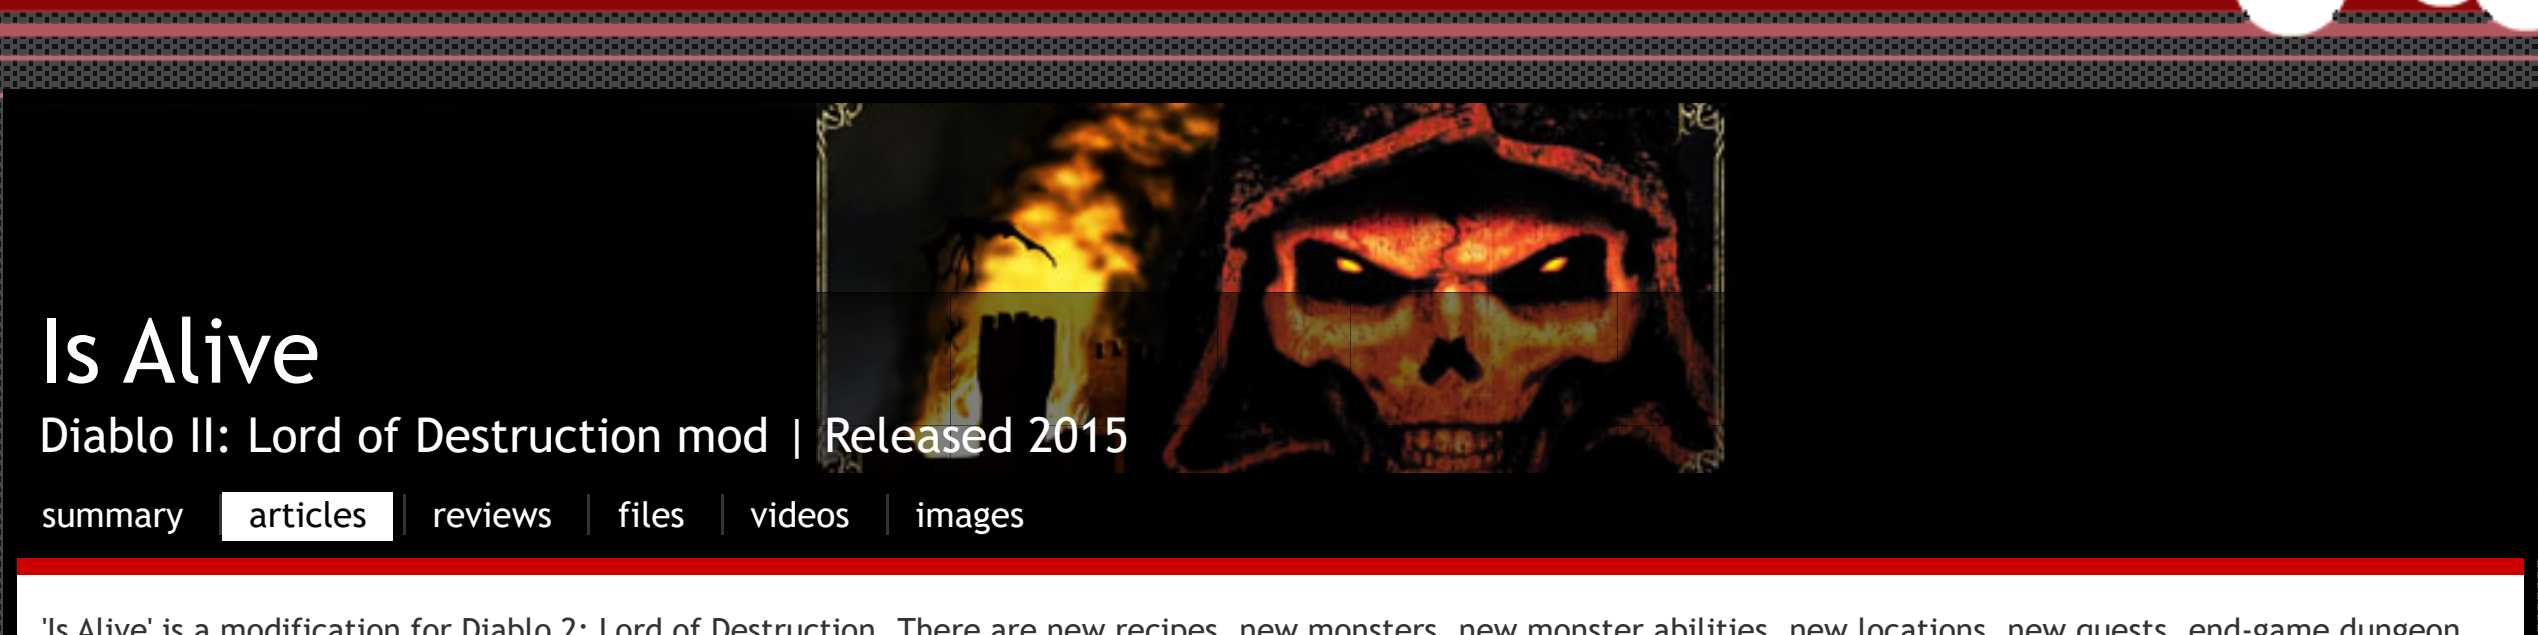 Is Alive
Diablo II: Lord of Destruction mod | Released 2015
summary
articles
reviews
files
videos
images
'Is Alive' is a modification for Diablo 2: Lord of Destruction. There are new recipes, new monsters, new monster abilities, new locations, new quests, end-game dungeon